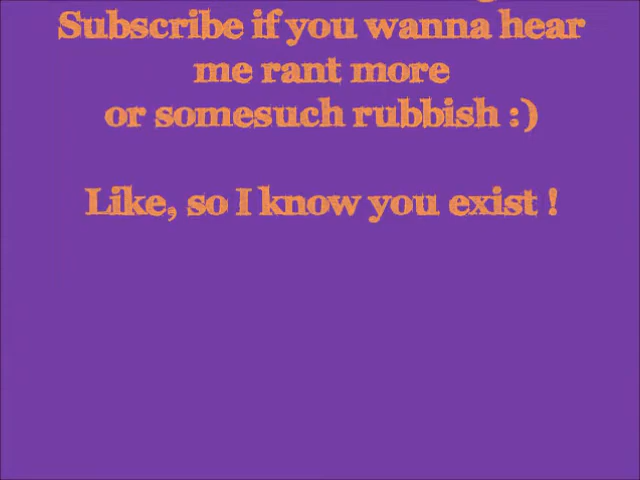 Subscribe if you wanna hear
me rant more
or somesuch rubbish :)
Like, so I know you exist !